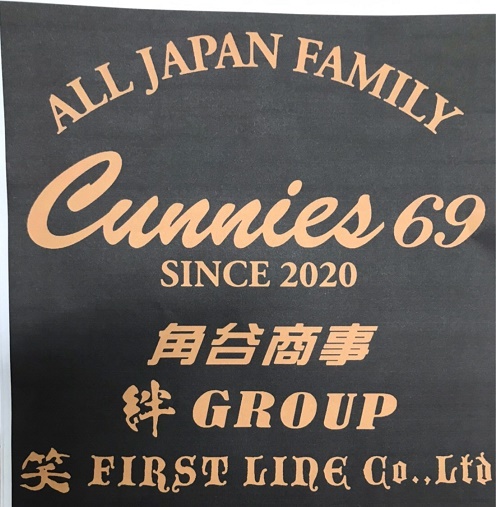 ALL JAPAN FAMILY
Cunnies 69
SINCE 2020
角谷商事
絆 GROUP
笑 FIRST LINE Co.,Ltd